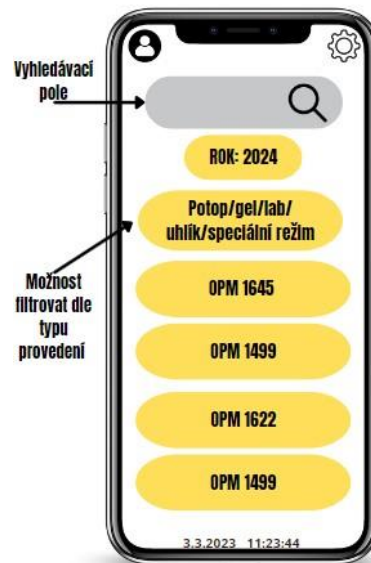 Vyhledávací
pole
ROK: 2024
Potop/gel/lab/
uhlík/speciální režim
Možnost
filtrovat dle
typu
provedení
OPM 1645
OPM 1499
OPM 1622
OPM 1499
3.3.2023 11:23:44